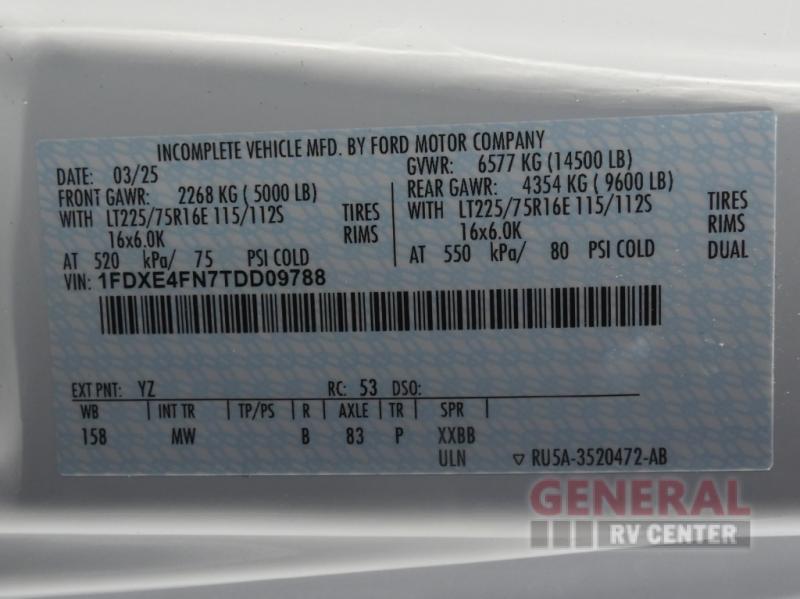 INCOMPLETE VEHICLE MFD. BY FORD MOTOR COMPANY
DATE: 03/25 GVWR: 6577 KG (14500 LB)
FRONT GAWR: 2268 KG ( 5000 LB) REAR GAWR: 4354 KG ( 9600 LB)
WITH LT225/75R16E 115/112S TIRES WITH LT225/75R16E 115/112S TIRES
16x6.0K RIMS 16x6.0K RIMS
AT 520 kPa/ 75 PSI COLD AT 550 kPa/ 80 PSI COLD DUAL
VIN: 1FDXE4FN7TDD09788
EXT PNT: YZ RC: 53 DSO:
WB INT TR TP/PS R AXLE TR SPR
158 MW B 83 P XXBB
ULN ▽ RU5A-3520472-AB
GENERAL
RV CENTER